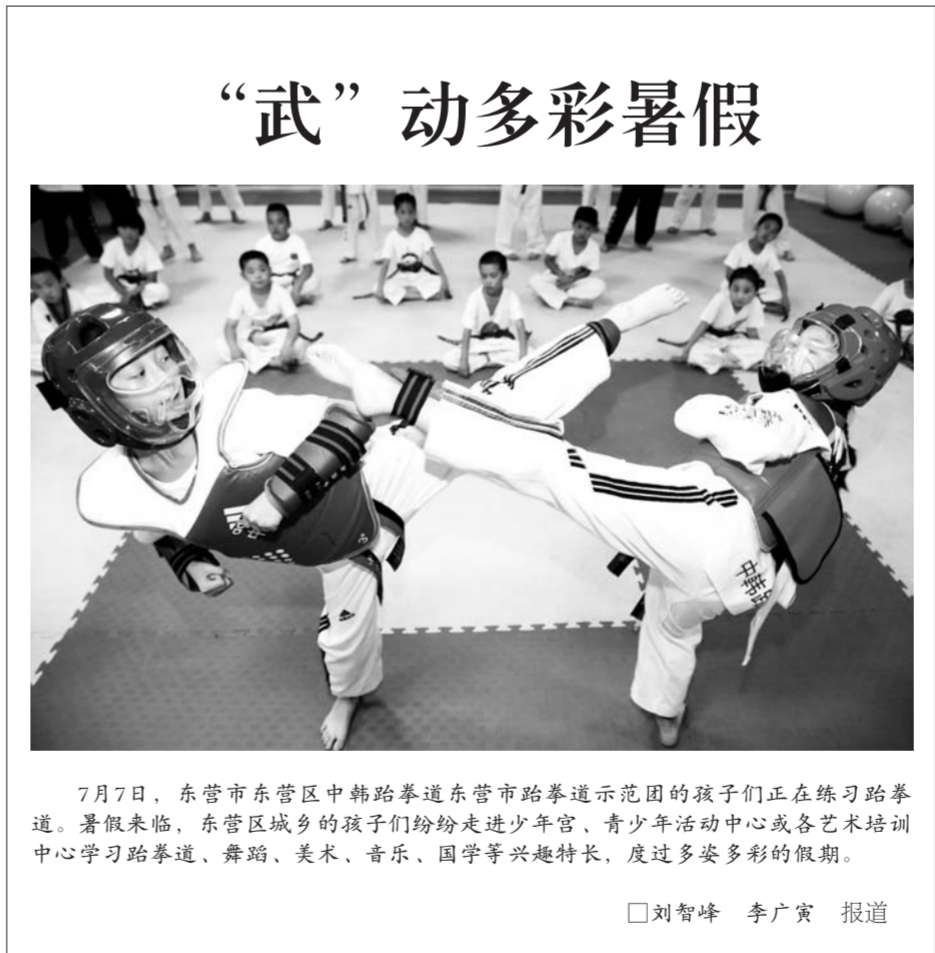 “武”动多彩暑假
中韩
7月7日，东营市东营区中韩跆拳道东营市跆拳道示范团的孩子们正在练习跆拳
道。暑假来临，东营区城乡的孩子们纷纷走进少年宫、青少年活动中心或各艺术培训
中心学习跆拳道、舞蹈、美术、音乐、国学等兴趣特长，度过多姿多彩的假期。
□刘智峰 李广寅 报道